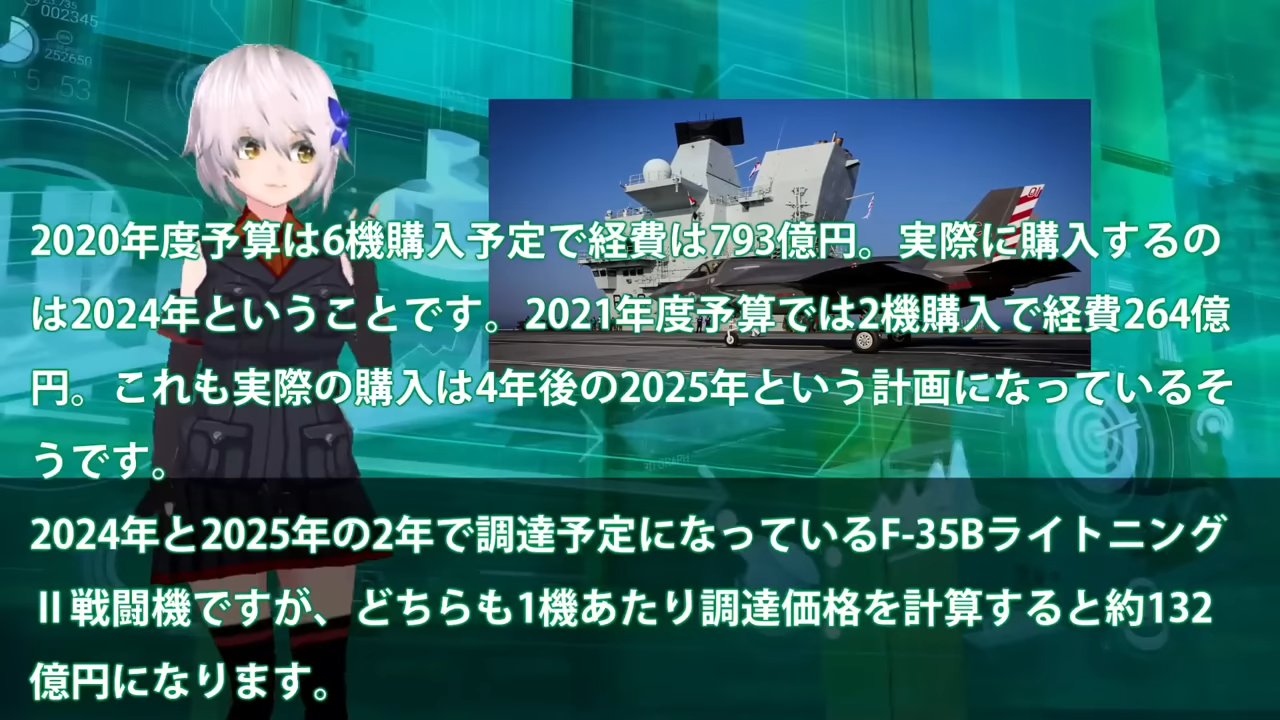 002345
252650
5 53
2020年度予算は6機購入予定で経費は793億円。実際に購入するの
は2024年ということです。2021年度予算では2機購入で経費264億
円。これも実際の購入は4年後の2025年という計画になっているそ
うです。
2024年と2025年の2年で調達予定になっているF-35Bライトニング
Ⅱ戦闘機ですが、どちらも1機あたり調達価格を計算すると約132
億円になります。